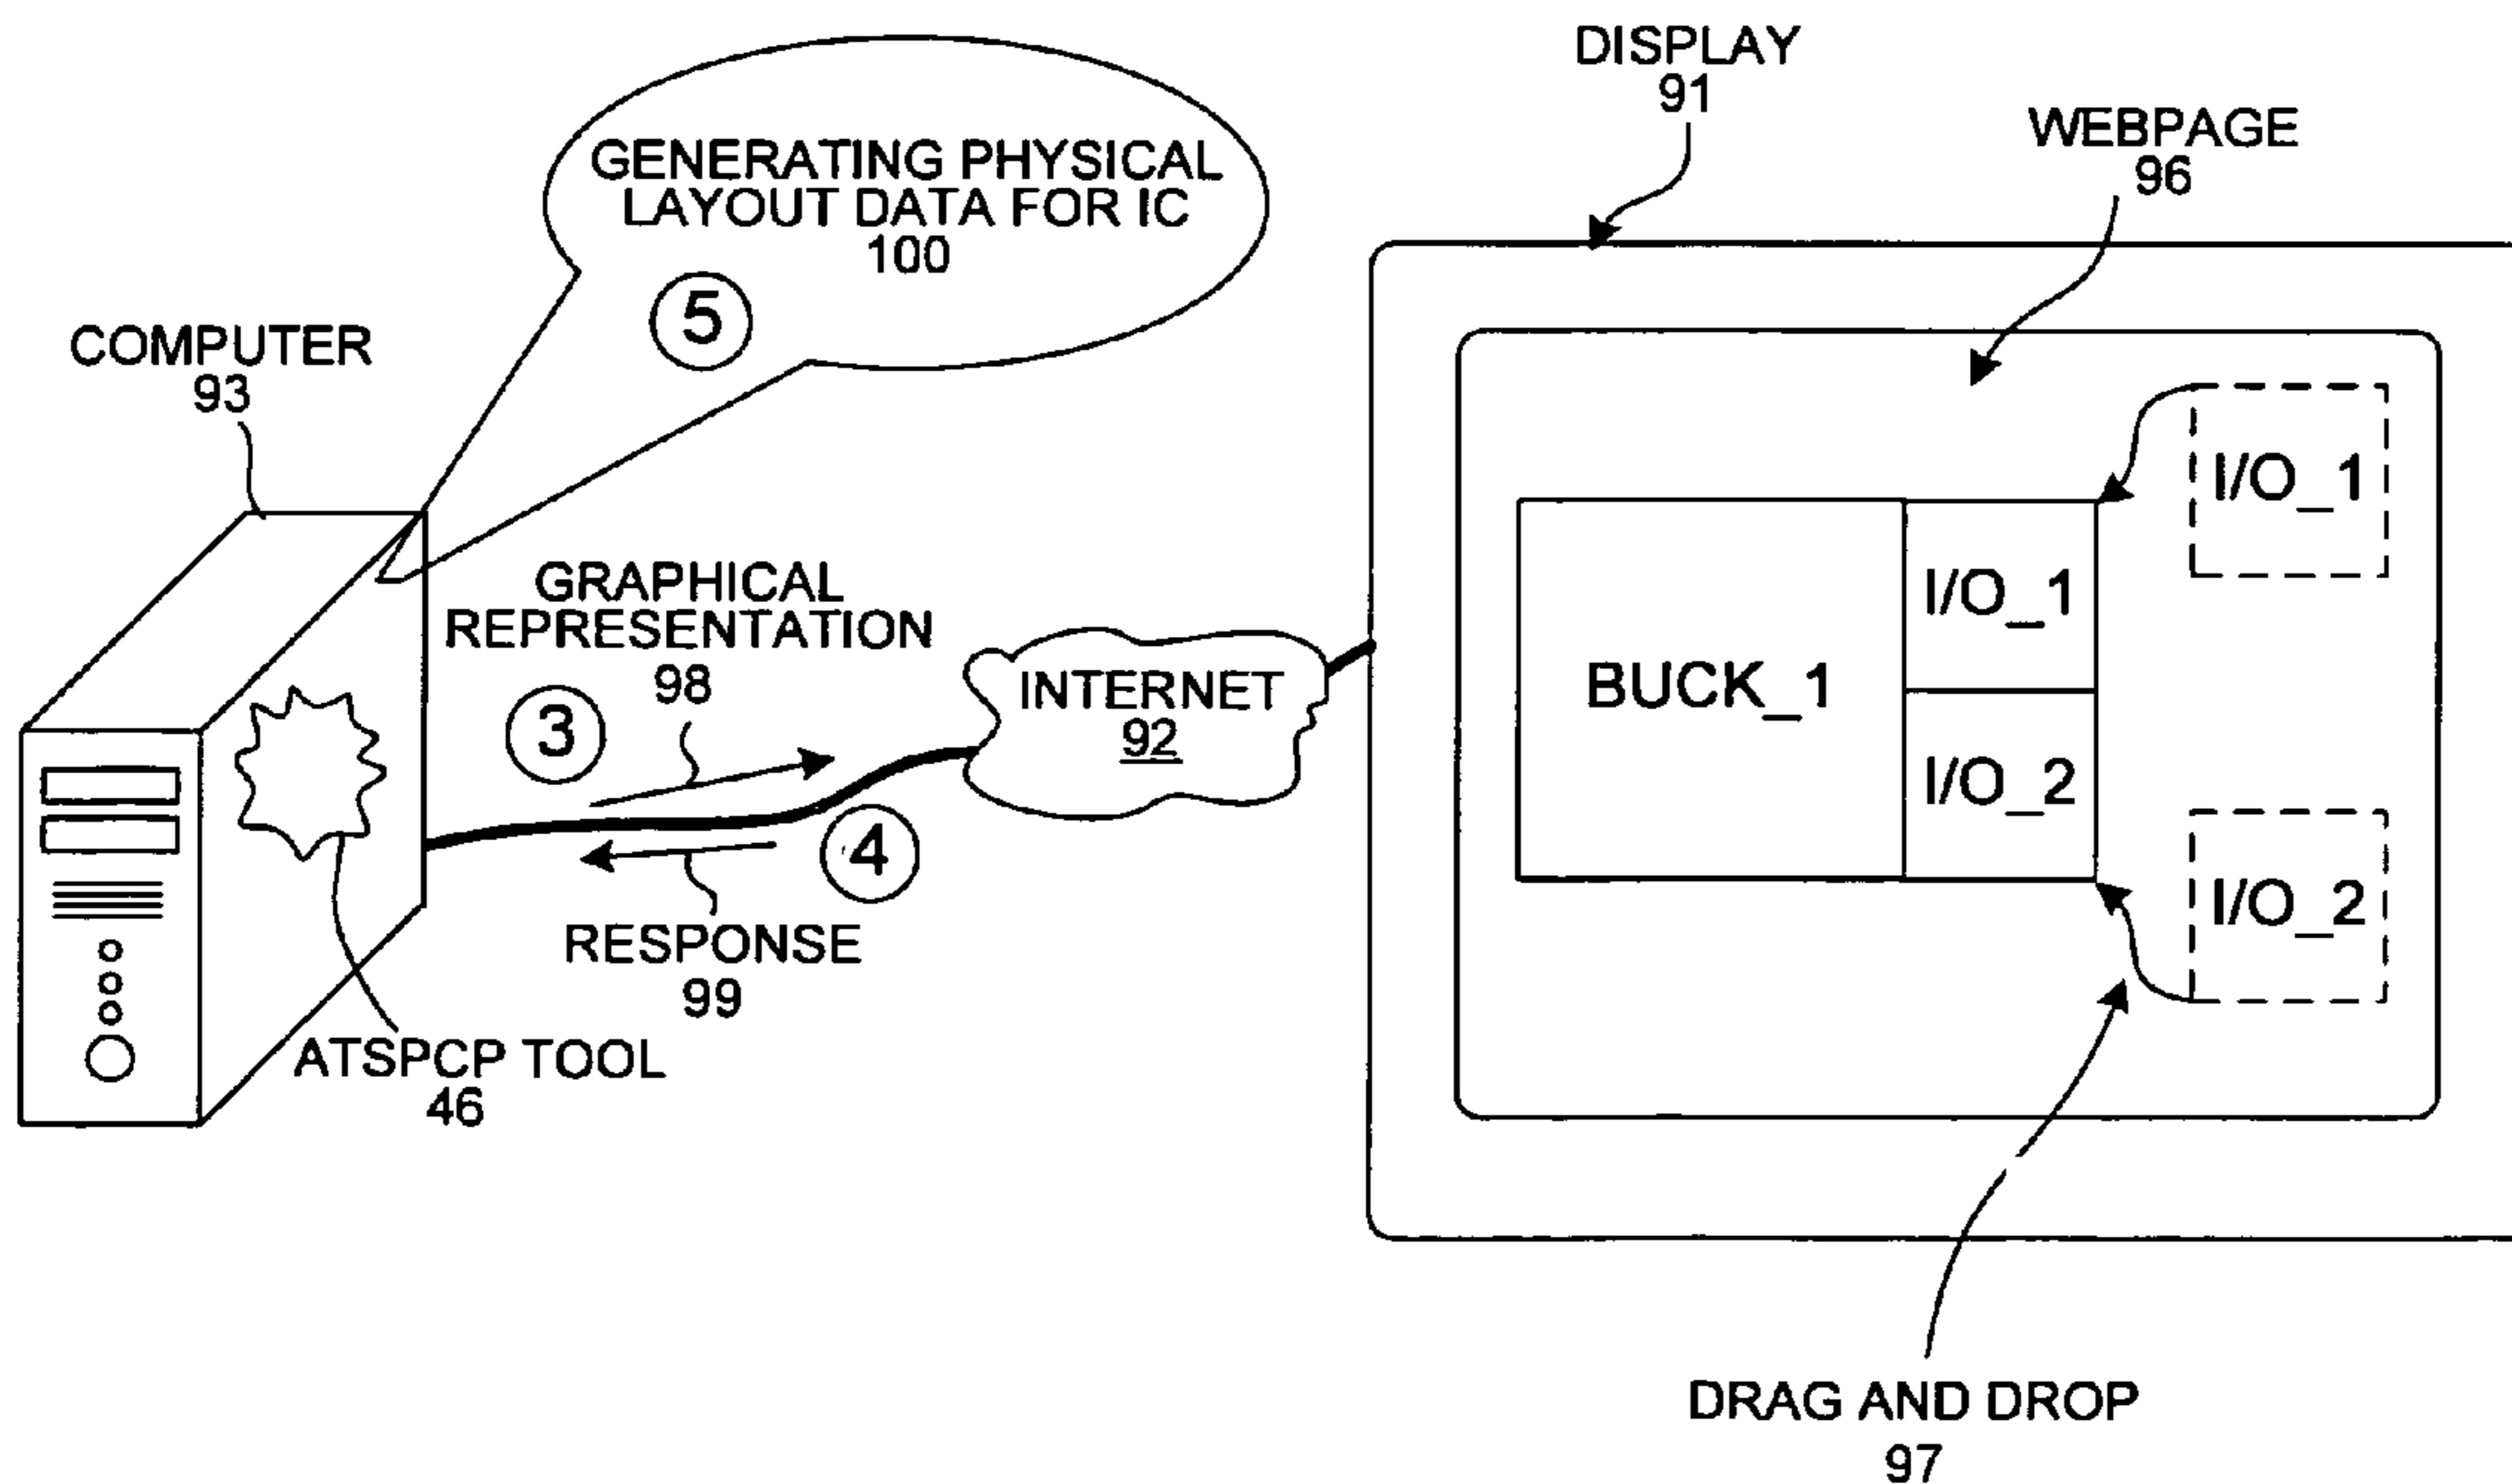 DISPLAY
91
WEBPAGE
96
GENERATING PHYSICAL
LAYOUT DATA FOR IC
100
5
COMPUTER
93
GRAPHICAL
REPRESENTATION
98
3
INTERNET
92
4
RESPONSE
99
ATSPCP TOOL
46
BUCK_1
I/O_1
I/O_2
I/O_1
I/O_2
DRAG AND DROP
97